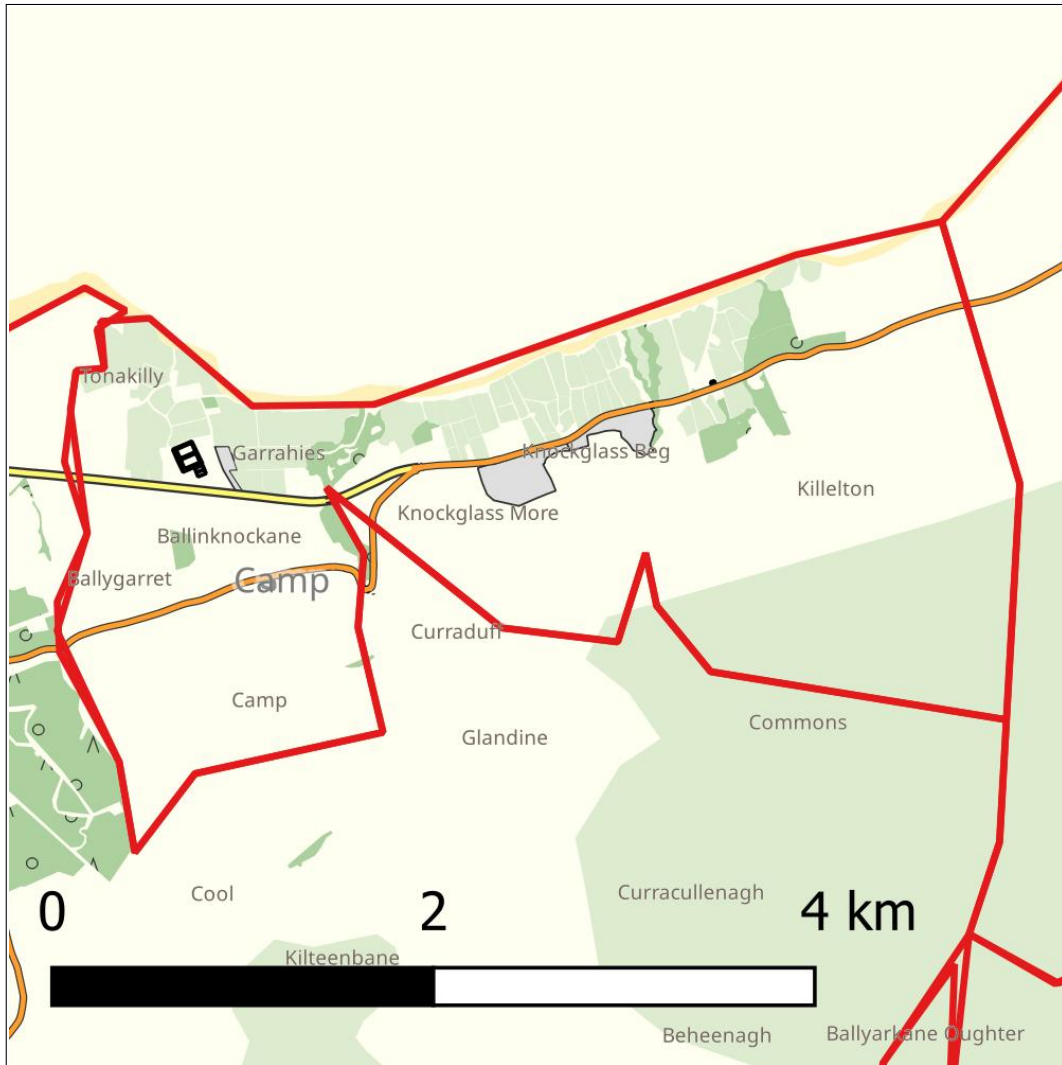 Tonakilly
Garrahies
Knockglass Beg
Killelton
Knockglass More
Ballinknockane
Ballygarret
Camp
Curraduff
Camp
Commons
Glandine
Cool
Curracullenagh
0 2 4 km
Kilteenbane
Beheenagh
Ballyarkane Oughter